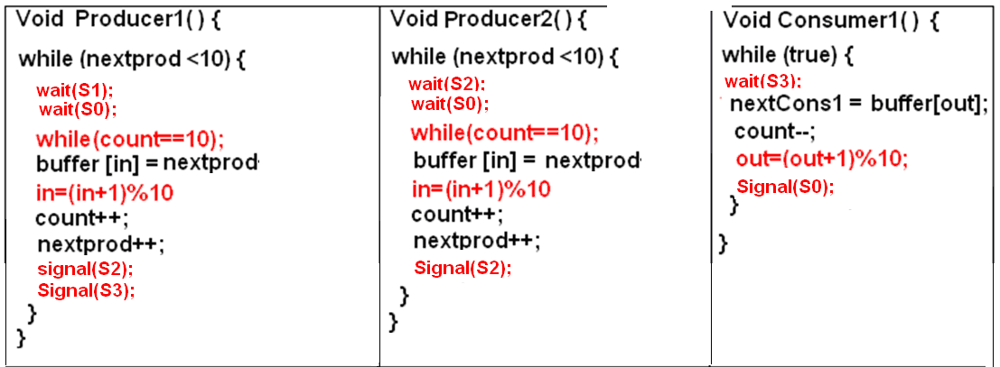 Void Producer1( ) {
while (nextprod <10) {
wait(S1);
wait(S0);
while(count==10);
buffer [in] = nextprod
in=(in+1)%10
count++;
nextprod++;
signal(S2);
Signal(S3);
}
}
Void Producer2( ) {
while (nextprod <10) {
wait(S2);
wait(S0);
while(count==10);
buffer [in] = nextprod
in=(in+1)%10
count++;
nextprod++;
Signal(S2);
}
}
Void Consumer1( ) {
while (true) {
wait(S3);
nextCons1 = buffer[out];
count--;
out=(out+1)%10;
Signal(S0);
}
}